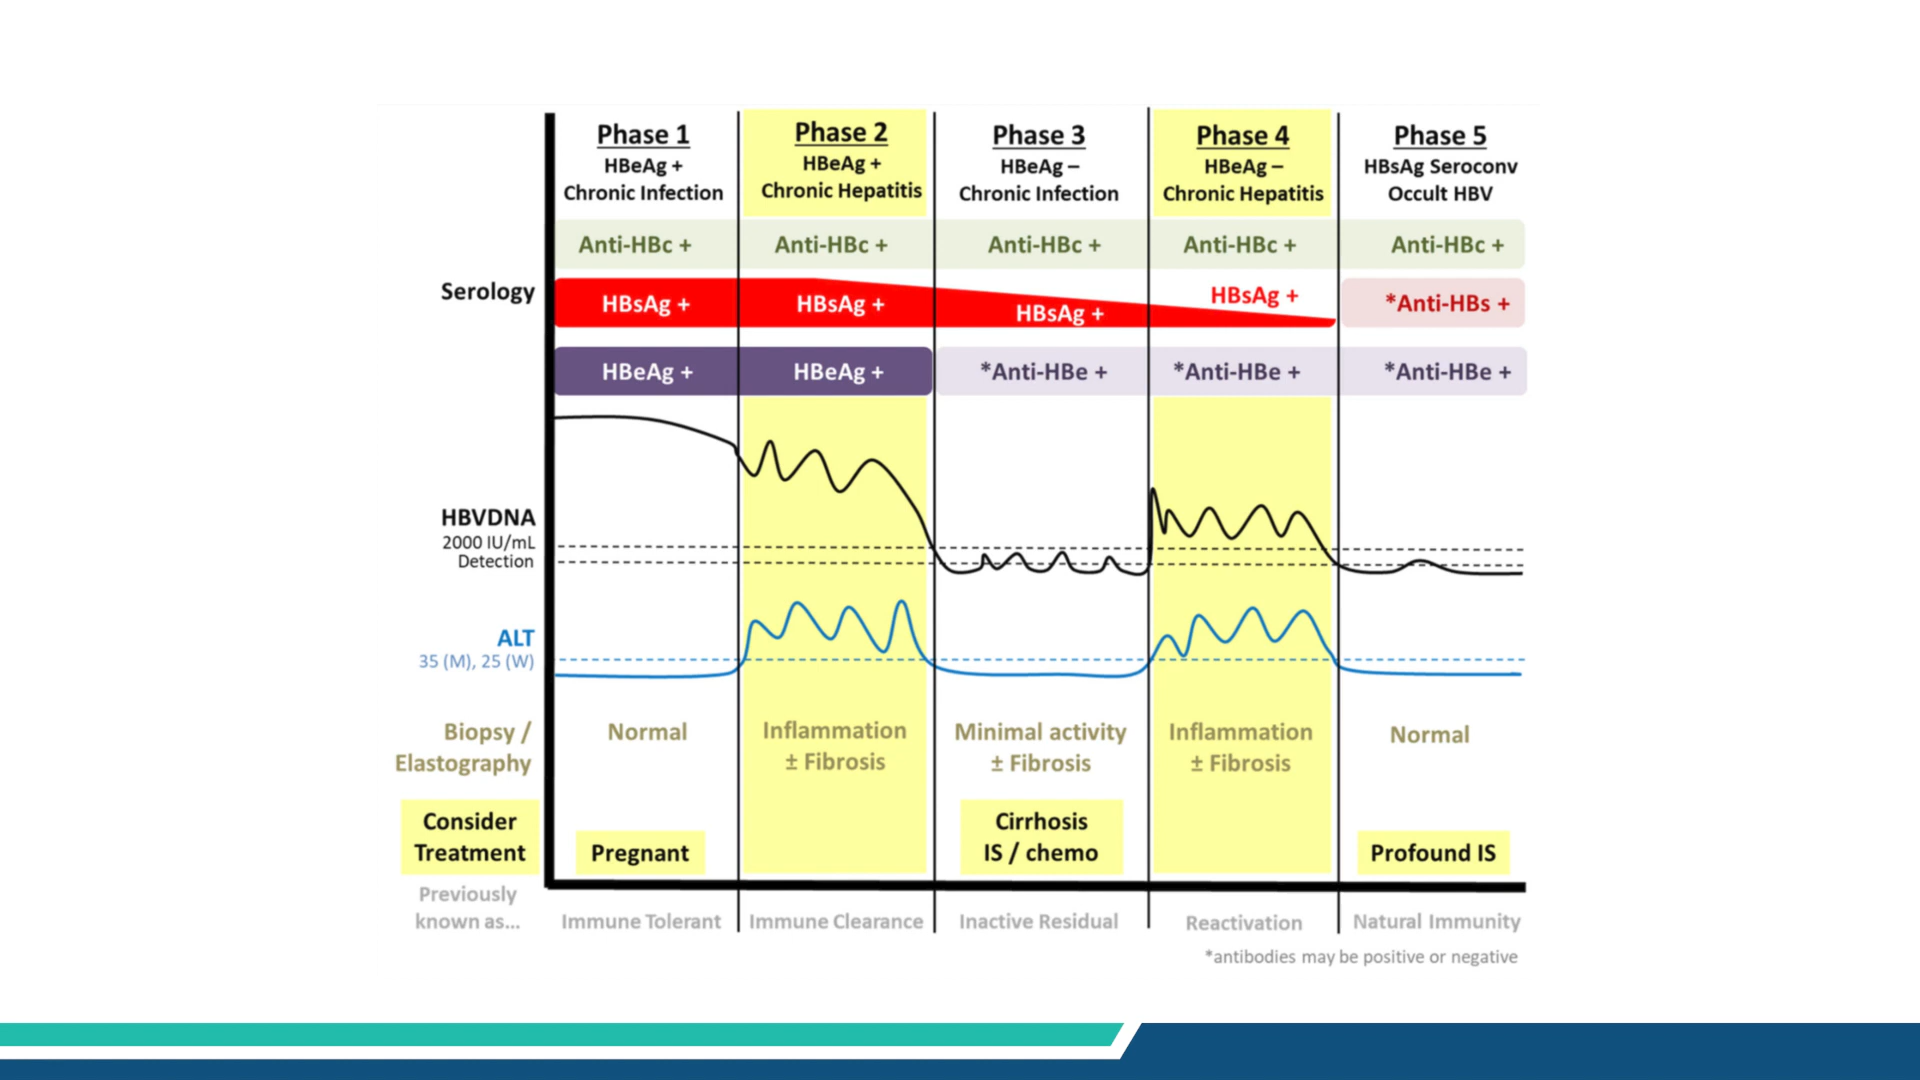 Phase 1
HBeAg +
Chronic Infection
Phase 2
HBeAg +
Chronic Hepatitis
Phase 3
HBeAg –
Chronic Infection
Phase 4
HBeAg –
Chronic Hepatitis
Phase 5
HBsAg Seroconv
Occult HBV
Anti-HBc +
Anti-HBc +
Anti-HBc +
Anti-HBc +
Anti-HBc +
Serology
HBsAg +
HBsAg +
HBsAg +
HBsAg +
*Anti-HBs +
HBeAg +
HBeAg +
*Anti-HBe +
*Anti-HBe +
*Anti-HBe +
HBVDNA
2000 IU/mL
Detection
ALT
35 (M), 25 (W)
Biopsy /
Elastography
Normal
Inflammation
± Fibrosis
Minimal activity
± Fibrosis
Inflammation
± Fibrosis
Normal
Consider
Treatment
Pregnant
Cirrhosis
IS / chemo
Profound IS
Previously
known as...
Immune Tolerant
Immune Clearance
Inactive Residual
Reactivation
Natural Immunity
*antibodies may be positive or negative